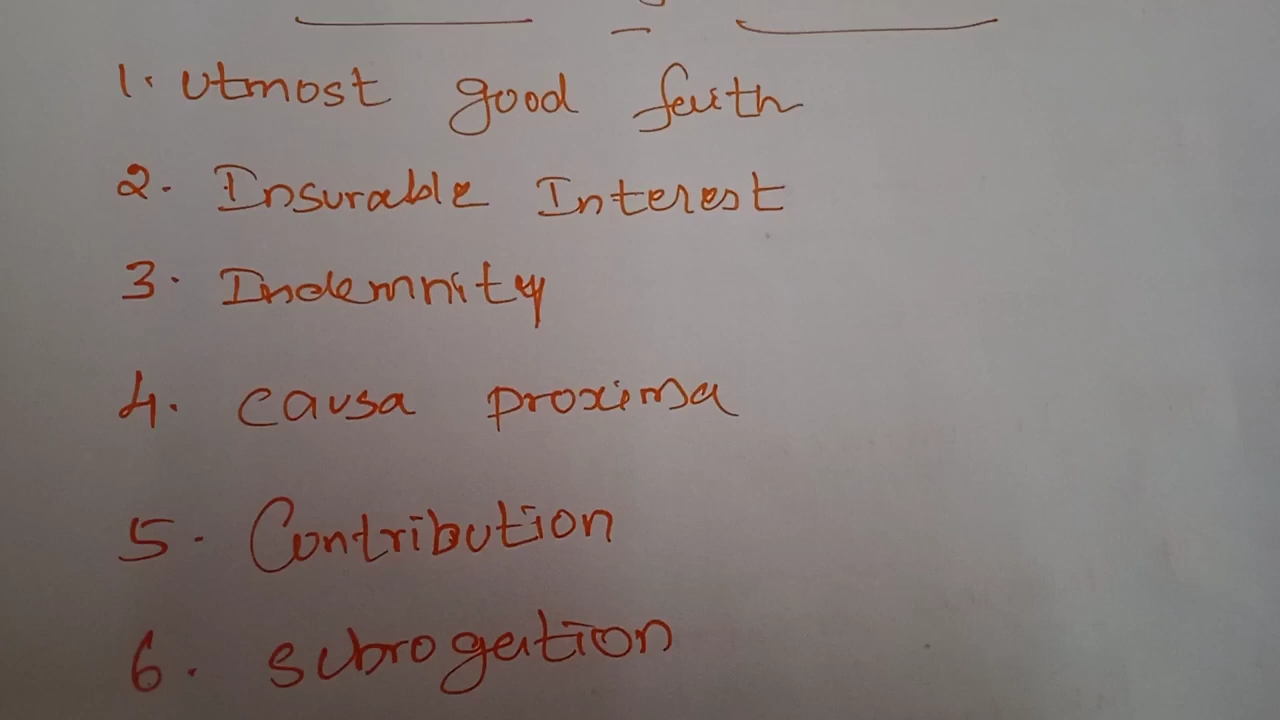 1. Utmost good faith
2. Insurable Interest
3. Indemnity
4. causa proxima
5. Contribution
6. subrogation